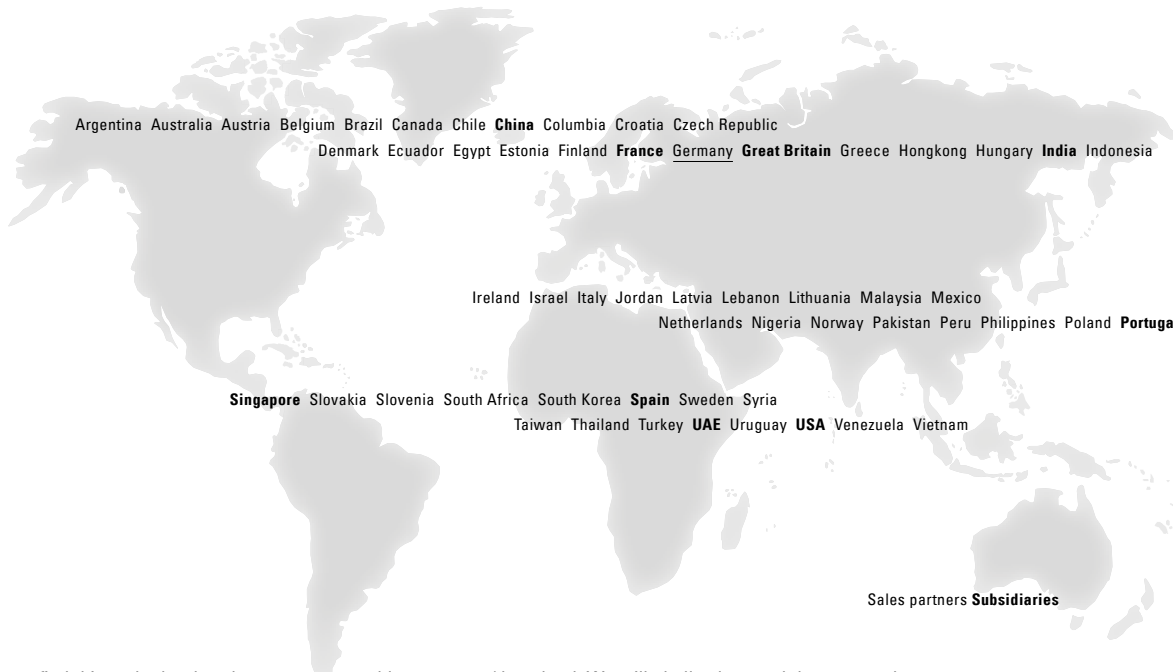 Argentina Australia Austria Belgium Brazil Canada Chile China Columbia Croatia Czech Republic
Denmark Ecuador Egypt Estonia Finland France Germany Great Britain Greece Hongkong Hungary India Indonesia
Ireland Israel Italy Jordan Latvia Lebanon Lithuania Malaysia Mexico
Netherlands Nigeria Norway Pakistan Peru Philippines Poland Portuga
Singapore Slovakia Slovenia South Africa South Korea Spain Sweden Syria
Taiwan Thailand Turkey UAE Uruguay USA Venezuela Vietnam
Sales partners Subsidiaries